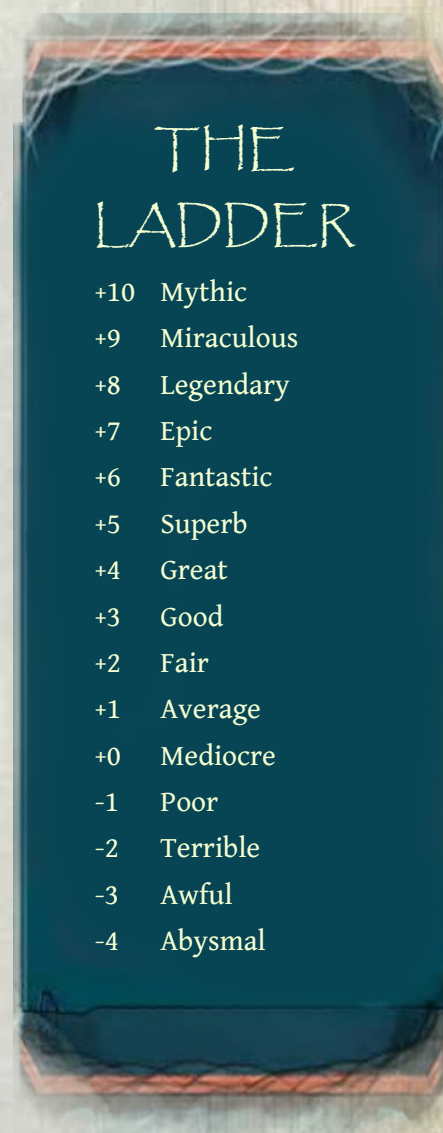 THE
LADDER
+10 Mythic
+9 Miraculous
+8 Legendary
+7 Epic
+6 Fantastic
+5 Superb
+4 Great
+3 Good
+2 Fair
+1 Average
+0 Mediocre
-1 Poor
-2 Terrible
-3 Awful
-4 Abysmal